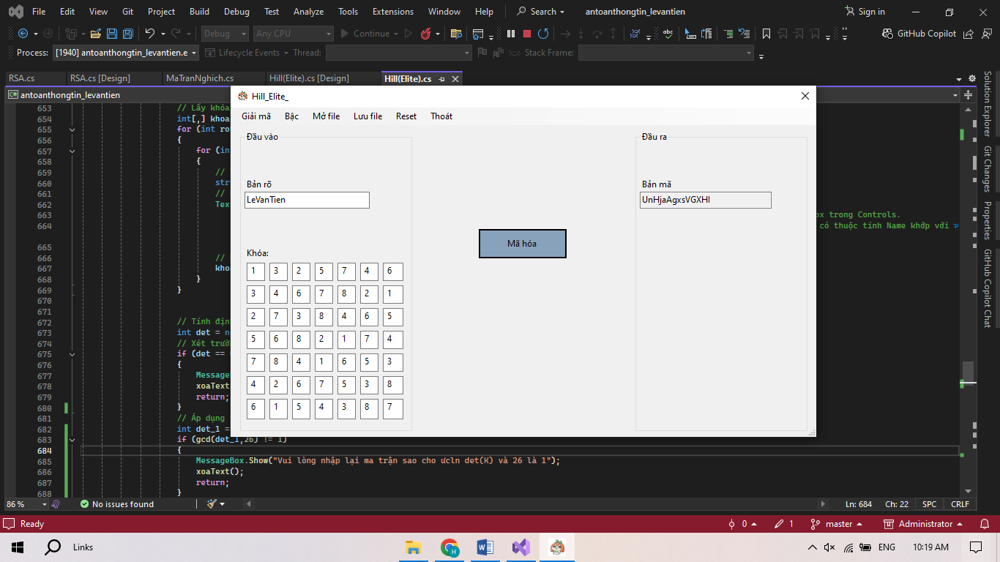 File Edit View Git Project Build Debug Test Analyze Tools Extensions Window Help Search antoanthongtin_levantien Sign in
Debug Any CPU Continue GitHub Copilot
Process: [1940] antoanthongtin_levantien.e Lifecycle Events Thread: Stack Frame:
RSA.cs RSA.cs [Design] MaTranNghich.cs Hill(Elite).cs [Design] Hill(Elite).cs
antoanthongtin_levantien
Hill_Elite_
Giải mã Bậc Mở file Lưu file Reset Thoát
Đầu vào
Bản rõ
LeVanTien
Khóa:
1 3 2 5 7 4 6
3 4 6 7 8 2 1
2 7 3 8 4 6 5
5 6 8 2 1 7 4
7 8 4 1 6 5 3
4 2 6 7 5 3 8
6 1 5 4 3 8 7
Mã hóa
Đầu ra
Bản mã
UnHjaAgxsVGXHl
653 // Lấy khóa
654 int[,] khoa
655 for (int ro
656 {
657 for (in
658 {
659 //
660 str
661 //
662 Tex
663 ox trong Controls.
664 có thuộc tính Name khớp với
665
666 //
667 kho
668 }
669 }
670
671
672 // Tính địn
673 int det = n
674 // Xét trườ
675 if (det ==
676 {
677 Message
678 xoaText
679 return;
680 }
681 // Áp dụng
682 int det_1 =
683 if (gcd(det_1,26) != 1)
684 {
685 MessageBox.Show("Vui lòng nhập lại ma trận sao cho ưcln det(K) và 26 là 1");
686 xoaText();
687 return;
688 }
Solution Explorer
Git Changes
Properties
GitHub Copilot Chat
86 % No issues found Ln: 684 Ch: 22 SPC CRLF
Ready 0 1 master Administrator
Links ENG 10:19 AM